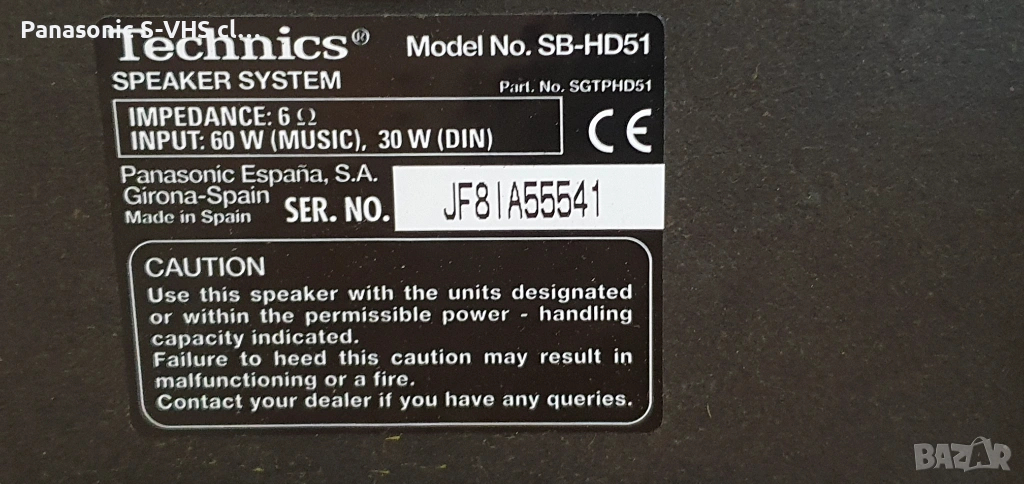 Panasonic S-VHS cl...
Technics®
Model No. SB-HD51
SPEAKER SYSTEM
Part. No. SGTPHD51
IMPEDANCE: 6 Ω
INPUT: 60 W (MUSIC), 30 W (DIN)
CE
Panasonic España, S.A.
Girona-Spain
Made in Spain
SER. NO.
JF8IA55541
CAUTION
Use this speaker with the units designated
or within the permissible power - handling
capacity indicated.
Failure to heed this caution may result in
malfunctioning or a fire.
Contact your dealer if you have any queries.
BAZAR